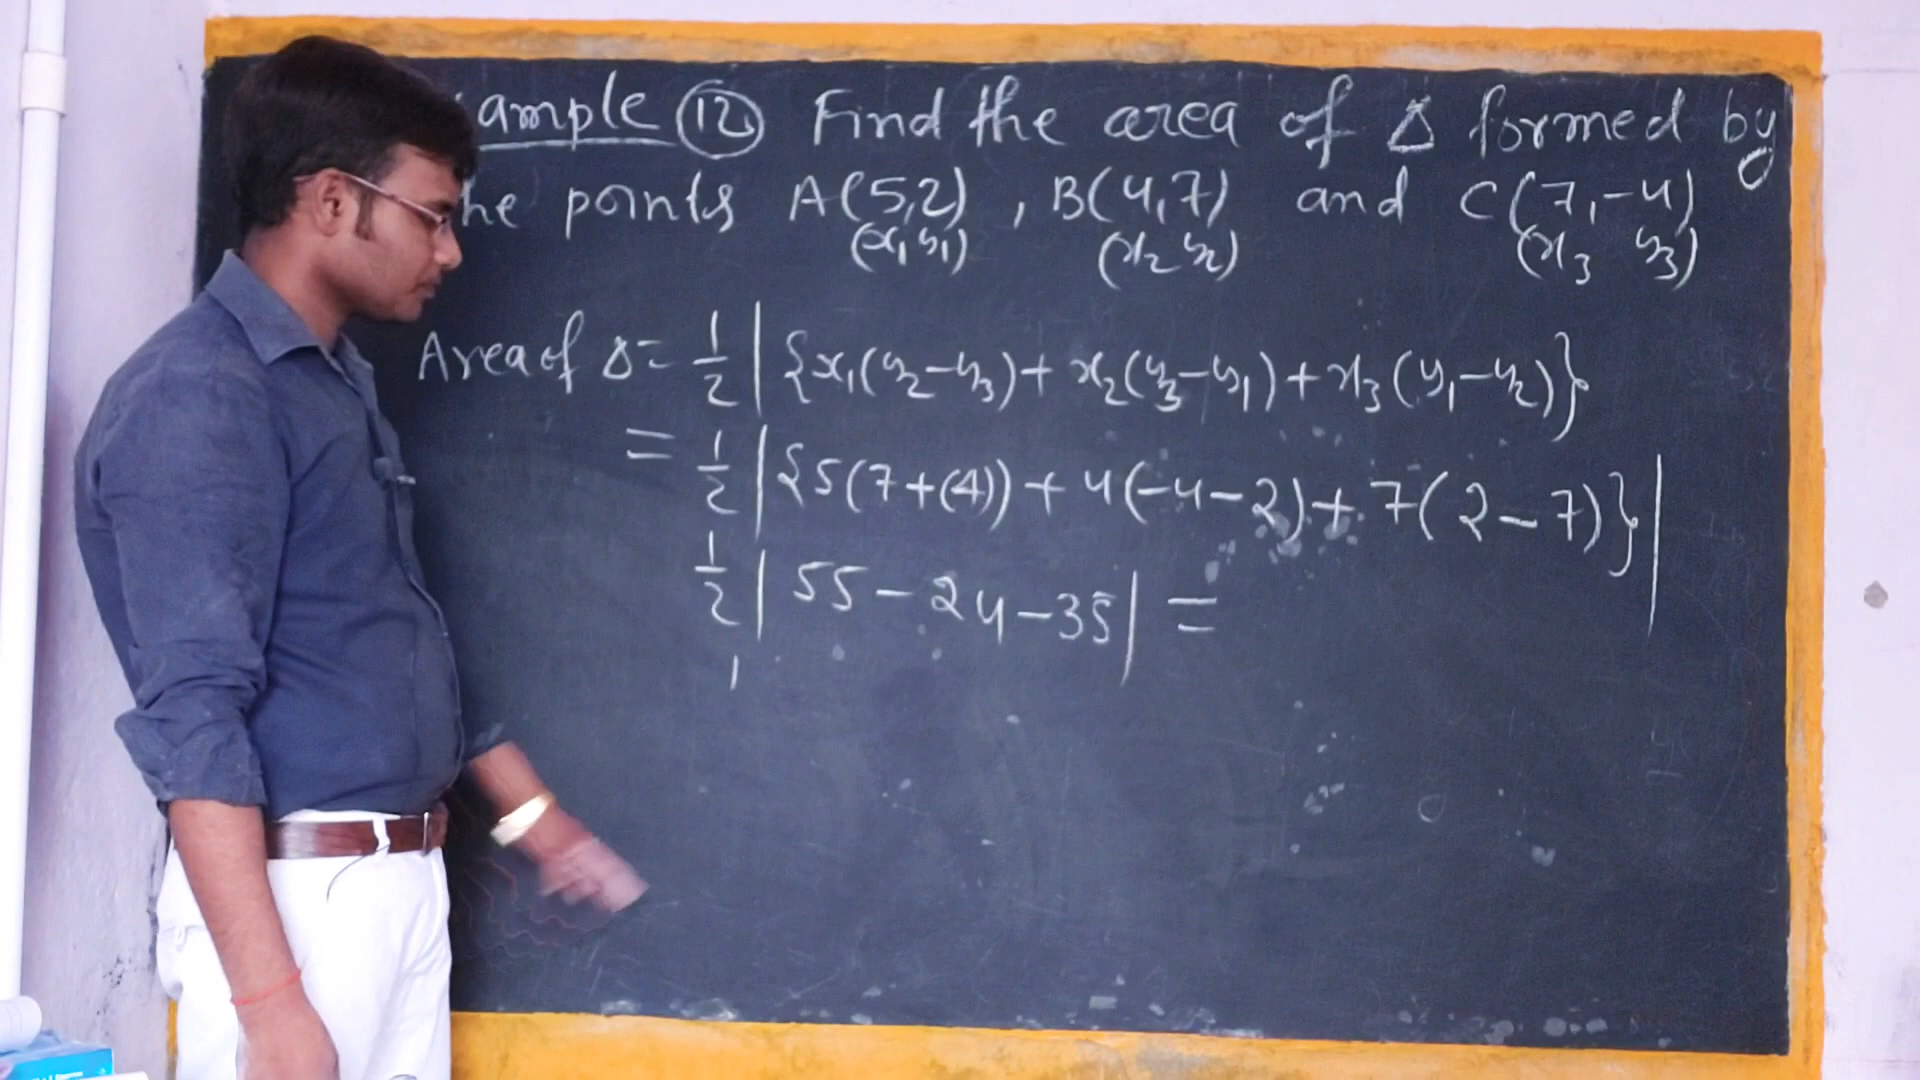 ample (12) Find the area of Δ formed by
he points A(5,2), B(4,7) and C(7,-4)
(x₁ y₁) (x₂ y₂) (x₃ y₃)
Area of Δ = 1/2 | {x₁(y₂-y₃) + x₂(y₃-y₁) + x₃(y₁-y₂)}
= 1/2 | {5(7+(4)) + 4(-4-2) + 7(2-7)} |
1/2 | 55 - 24 - 35 | =